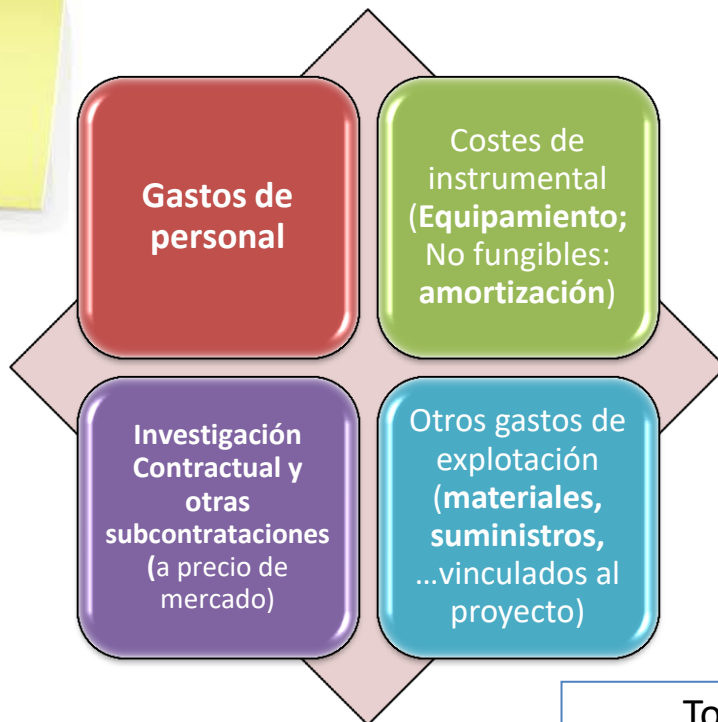 Gastos de
personal
Costes de
instrumental
(Equipamiento;
No fungibles:
amortización)
Investigación
Contractual y
otras
subcontrataciones
(a precio de
mercado)
Otros gastos de
explotación
(materiales,
suministros,
...vinculados al
proyecto)
To